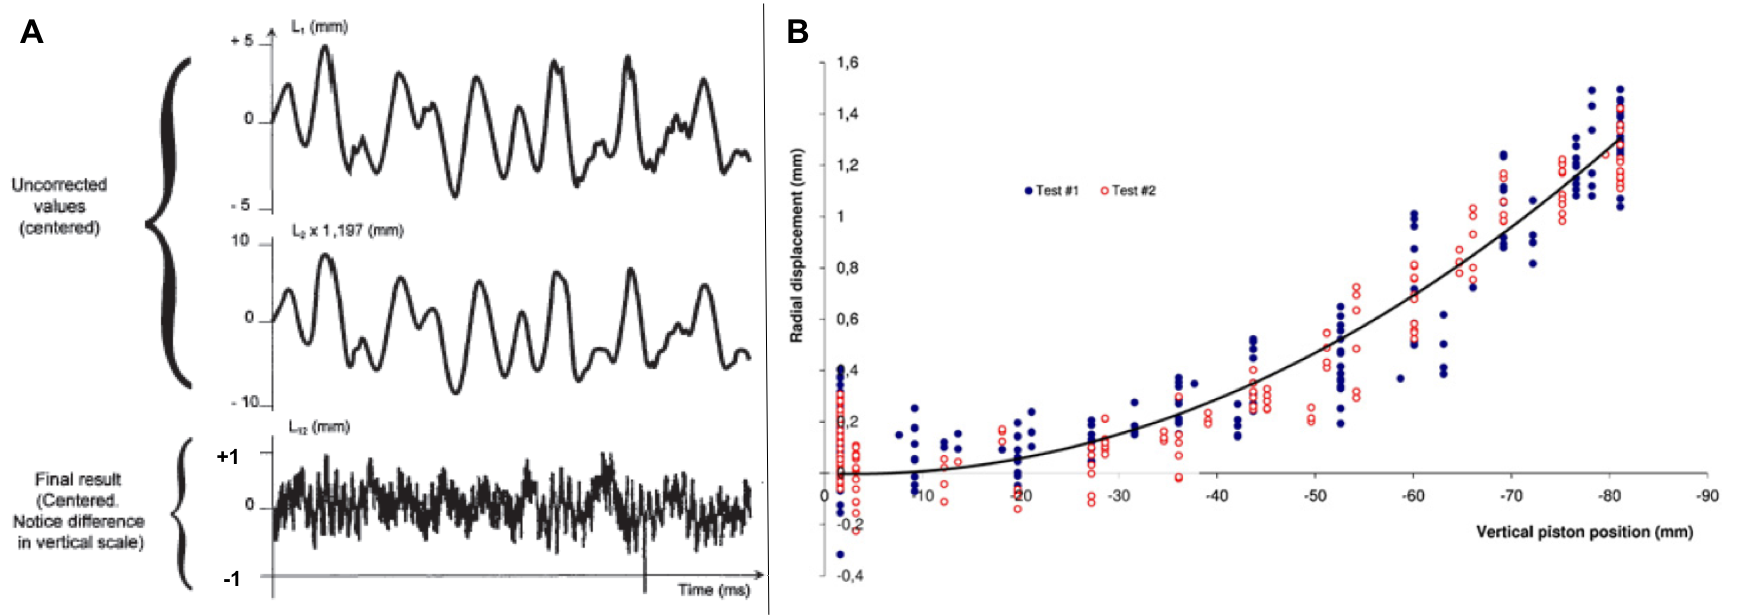 A
L₁ (mm)
+ 5
0
- 5
Uncorrected
values
(centered)
L₂ x 1,197 (mm)
10
0
- 10
L₁₂ (mm)
+1
0
-1
Final result
(Centered.
Notice difference
in vertical scale)
Time (ms)
B
1,6
1,4
1,2
1
0,8
0,6
0,4
0,2
0
-0,2
-0,4
Radial displacement (mm)
Test #1
Test #2
-10
-20
-30
-40
-50
-60
-70
-80
-90
Vertical piston position (mm)